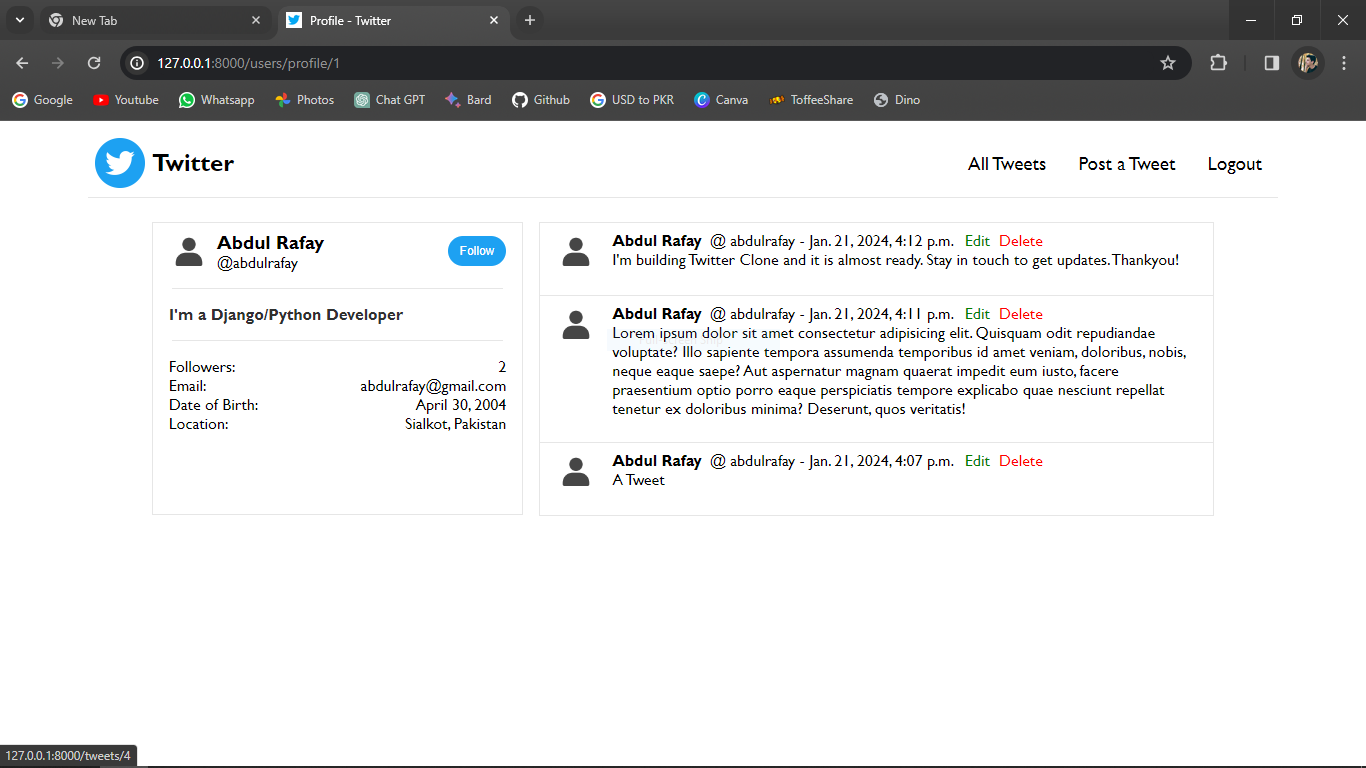 New Tab
Profile - Twitter
127.0.0.1:8000/users/profile/1
Google Youtube Whatsapp Photos Chat GPT Bard Github USD to PKR Canva ToffeeShare Dino
Twitter
All Tweets Post a Tweet Logout
Abdul Rafay
@abdulrafay
Follow
I'm a Django/Python Developer
Followers: 2
Email: abdulrafay@gmail.com
Date of Birth: April 30, 2004
Location: Sialkot, Pakistan
Abdul Rafay @ abdulrafay - Jan. 21, 2024, 4:12 p.m. Edit Delete
I'm building Twitter Clone and it is almost ready. Stay in touch to get updates. Thankyou!
Abdul Rafay @ abdulrafay - Jan. 21, 2024, 4:11 p.m. Edit Delete
Lorem ipsum dolor sit amet consectetur adipisicing elit. Quisquam odit repudiandae
voluptate? Illo sapiente tempora assumenda temporibus id amet veniam, doloribus, nobis,
neque eaque saepe? Aut aspernatur magnam quaerat impedit eum iusto, facere
praesentium optio porro eaque perspiciatis tempore explicabo quae nesciunt repellat
tenetur ex doloribus minima? Deserunt, quos veritatis!
Abdul Rafay @ abdulrafay - Jan. 21, 2024, 4:07 p.m. Edit Delete
A Tweet
127.0.0.1:8000/tweets/4